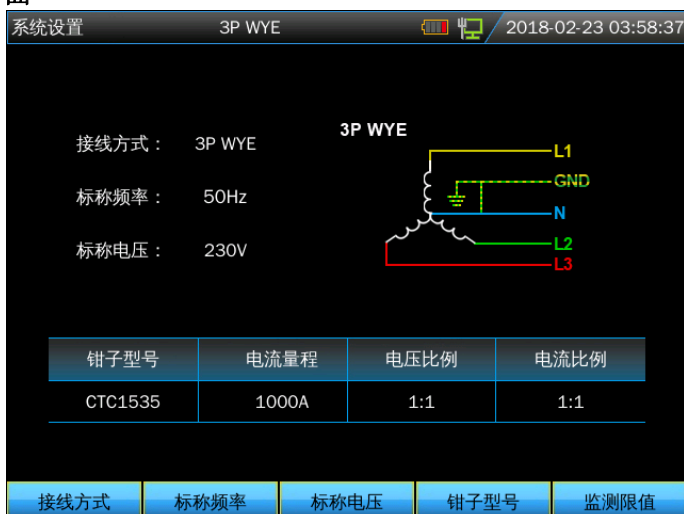 系统设置 3P WYE 2018-02-23 03:58:37
3P WYE
接线方式： 3P WYE
L1
GND
标称频率： 50Hz
N
标称电压： 230V
L2
L3
钳子型号 电流量程 电压比例 电流比例
CTC1535 1000A 1:1 1:1
接线方式 标称频率 标称电压 钳子型号 监测限值